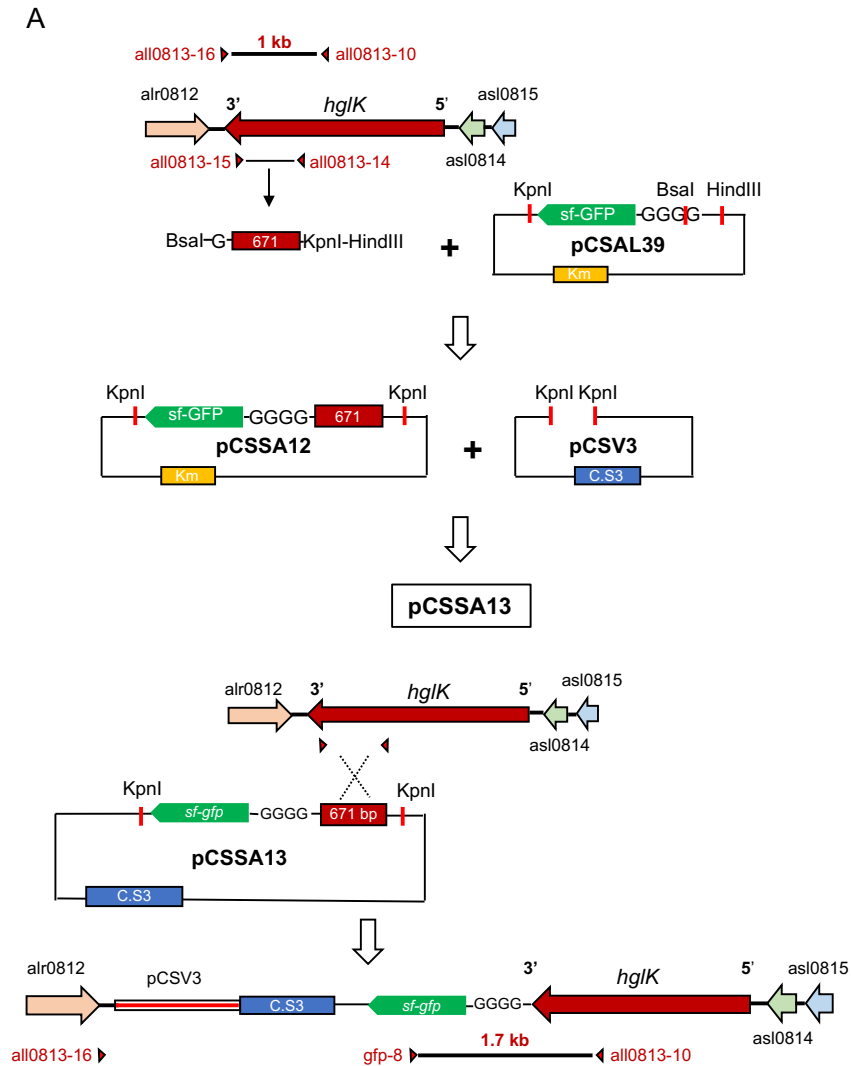 A
1 kb
all0813-16
all0813-10
alr0812
3’
hglK
5’
asl0815
asl0814
all0813-15
all0813-14
BsaI
G
671
KpnI-HindIII
+
KpnI
BsaI
HindIII
sf-GFP
GGGG
pCSAL39
Km
KpnI
KpnI
sf-GFP
GGGG
671
pCSSA12
Km
+
KpnI
KpnI
pCSV3
C.S3
pCSSA13
alr0812
3’
hglK
5’
asl0815
asl0814
KpnI
KpnI
sf-gfp
GGGG
671 bp
pCSSA13
C.S3
alr0812
pCSV3
3’
hglK
5’
asl0815
C.S3
sf-gfp
GGGG
asl0814
all0813-16
gfp-8
1.7 kb
all0813-10